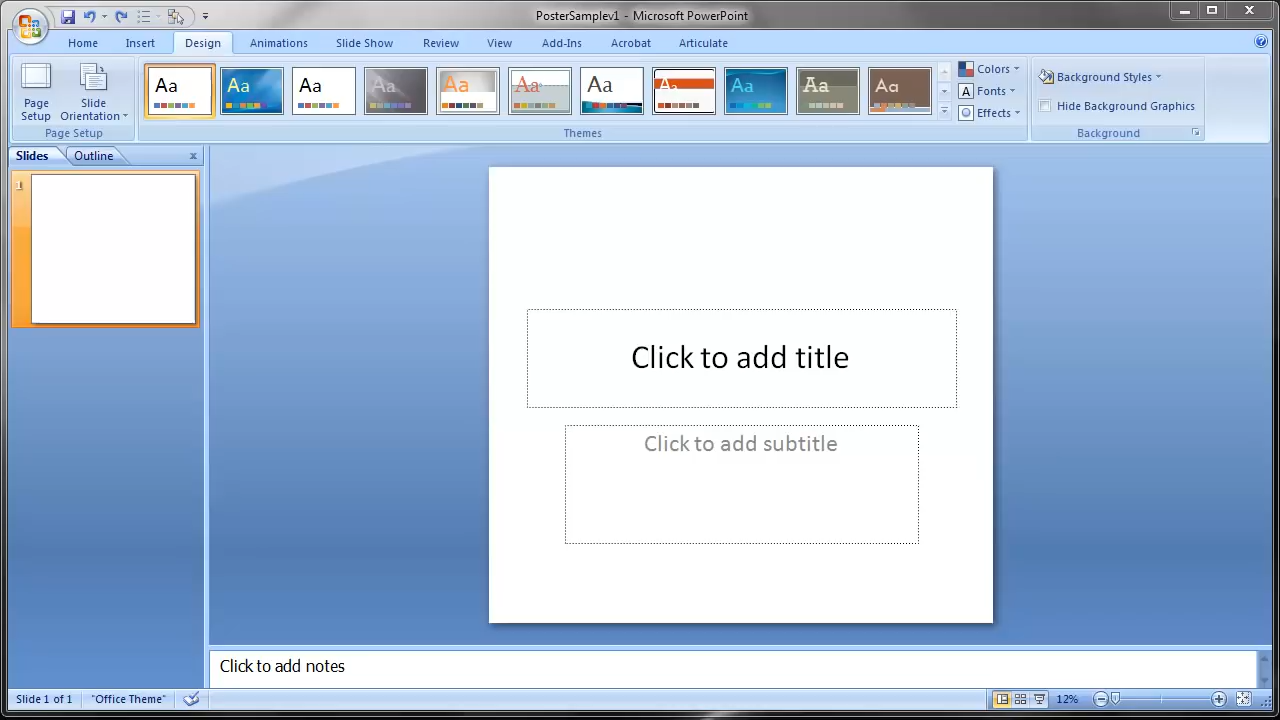 PosterSamplev1 - Microsoft PowerPoint
Home Insert Design Animations Slide Show Review View Add-Ins Acrobat Articulate
Page Setup
Slide Orientation
Page Setup
Aa Aa Aa Aa Aa Aa Aa Aa Aa Aa Aa
Themes
Colors
Fonts
Effects
Background Styles
Hide Background Graphics
Background
Slides Outline x
1
Click to add title
Click to add subtitle
Click to add notes
Slide 1 of 1 "Office Theme" 12%